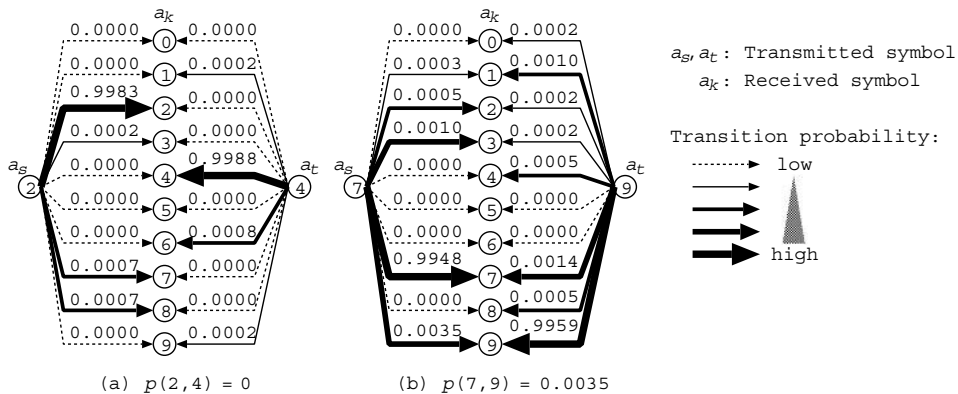 a_k
0.0000 0 0.0000
0.0000 1 0.0002
0.9983 2 0.0000
0.0002 3 0.0000
0.0000 4 0.9988
0.0000 5 0.0000
0.0000 6 0.0008
0.0007 7 0.0000
0.0007 8 0.0000
0.0000 9 0.0002
a_s 2
a_t 4
(a) p(2,4) = 0
a_k
0.0000 0 0.0002
0.0003 1 0.0010
0.0005 2 0.0002
0.0010 3 0.0002
0.0000 4 0.0005
0.0000 5 0.0000
0.0000 6 0.0000
0.9948 7 0.0014
0.0000 8 0.0005
0.0035 9 0.9959
a_s 7
a_t 9
(b) p(7,9) = 0.0035
a_s,a_t: Transmitted symbol
a_k: Received symbol
Transition probability:
low
high